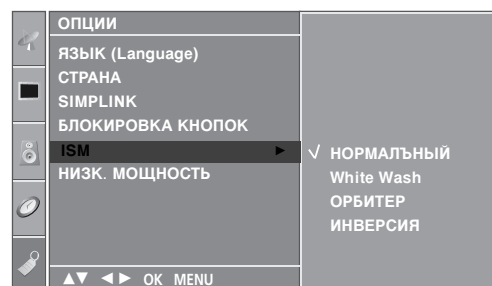 ОПЦИИ
ЯЗЫК (Language)
СТРАНА
SIMPLINK
БЛОКИРОВКА КНОПОК
ISM ► √ НОРМАЛЪНЫЙ
НИЗК. МОЩНОСТЬ White Wash
ОРБИТЕР
ИНВЕРСИЯ
▲▼ ◄► OK MENU